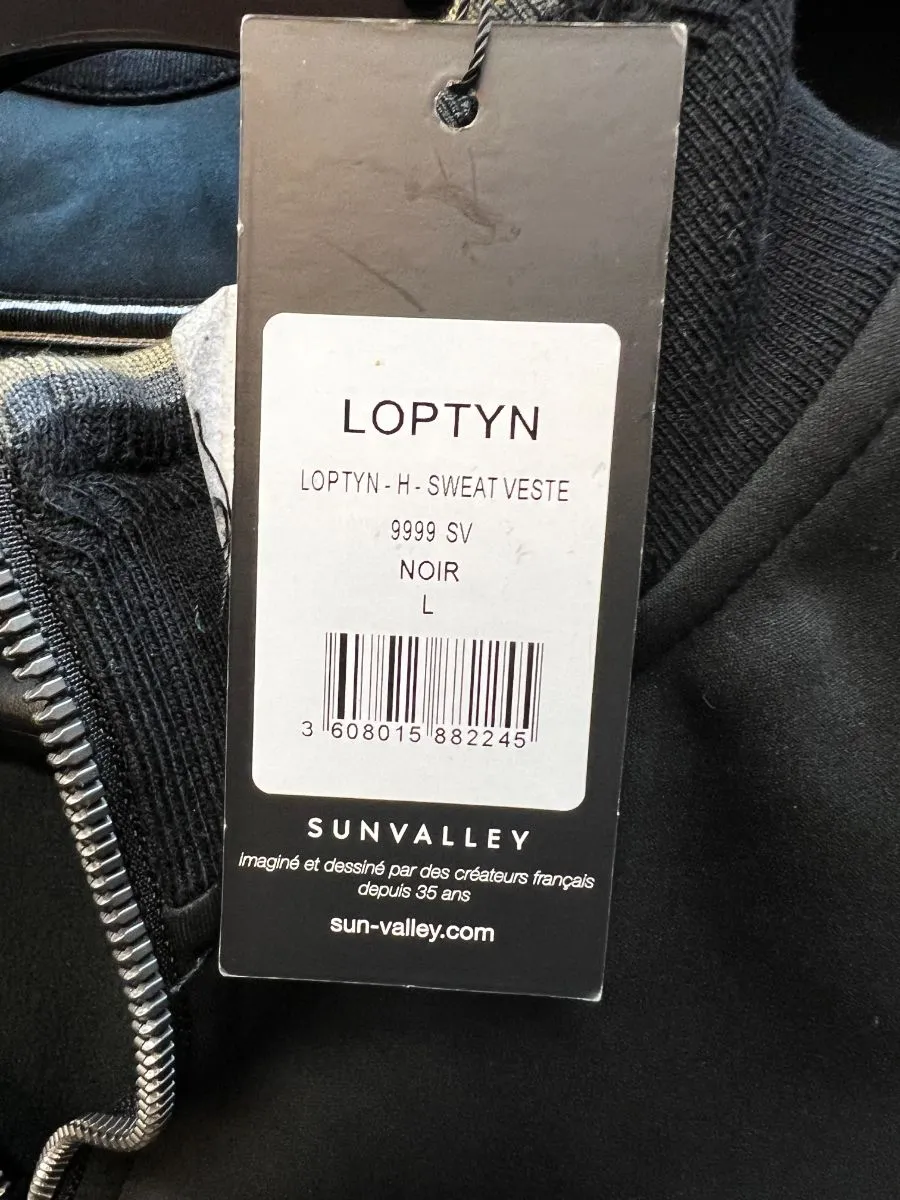 LOPTYN
LOPTYN - H - SWEAT VESTE
9999 SV
NOIR
L
3 608015 882245
SUNVALLEY
Imaginé et dessiné par des créateurs français
depuis 35 ans
sun-valley.com